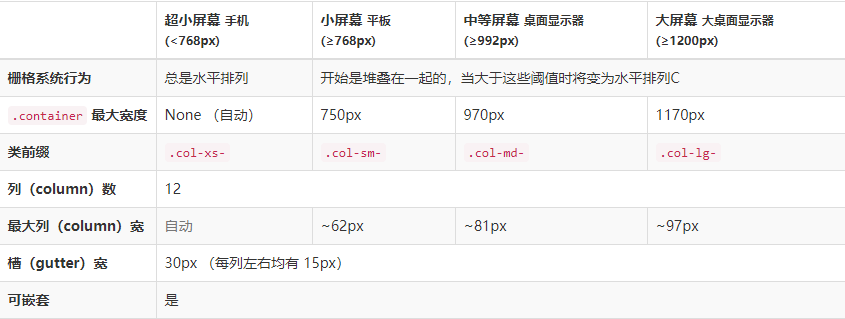 超小屏幕 手机 (<768px) 小屏幕 平板 (≥768px) 中等屏幕 桌面显示器 (≥992px) 大屏幕 大桌面显示器 (≥1200px)
栅格系统行为 总是水平排列 开始是堆叠在一起的，当大于这些阈值时将变为水平排列C
.container 最大宽度 None （自动） 750px 970px 1170px
类前缀 .col-xs- .col-sm- .col-md- .col-lg-
列（column）数 12
最大列（column）宽 自动 ~62px ~81px ~97px
槽（gutter）宽 30px （每列左右均有 15px）
可嵌套 是